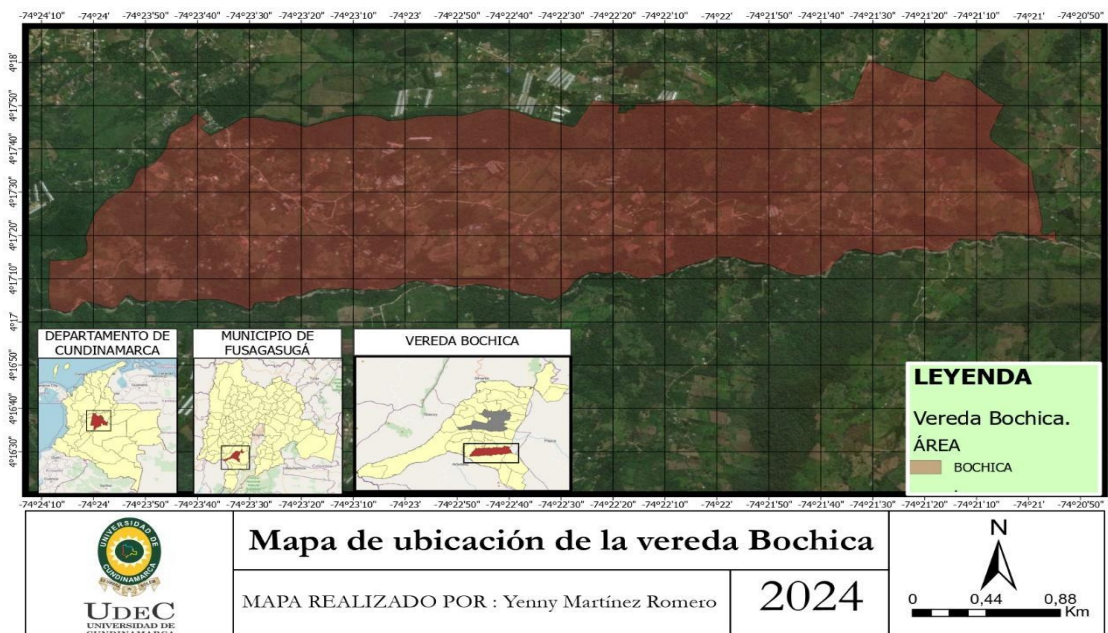 -74°24'10" -74°24' -74°23'50" -74°23'40" -74°23'30" -74°23'20" -74°23'10" -74°23' -74°22'50" -74°22'40" -74°22'30" -74°22'20" -74°22'10" -74°22' -74°21'50" -74°21'40" -74°21'30" -74°21'20" -74°21'10" -74°21' -74°20'50"
4°18'
4°17'50"
4°17'40"
4°17'30"
4°17'20"
4°17'10"
4°17'
4°16'50"
4°16'40"
4°16'30"
DEPARTAMENTO DE
CUNDINAMARCA
MUNICIPIO DE
FUSAGASUGÁ
VEREDA BOCHICA
LEYENDA
Vereda Bochica.
ÁREA
BOCHICA
-74°24'10" -74°24' -74°23'50" -74°23'40" -74°23'30" -74°23'20" -74°23'10" -74°23' -74°22'50" -74°22'40" -74°22'30" -74°22'20" -74°22'10" -74°22' -74°21'50" -74°21'40" -74°21'30" -74°21'20" -74°21'10" -74°21' -74°20'50"
UNIVERSIDAD DE
CUNDINAMARCA
UDEC
UNIVERSIDAD DE
CUNDINAMARCA
Mapa de ubicación de la vereda Bochica
MAPA REALIZADO POR : Yenny Martínez Romero
2024
N
0 0,44 0,88
Km